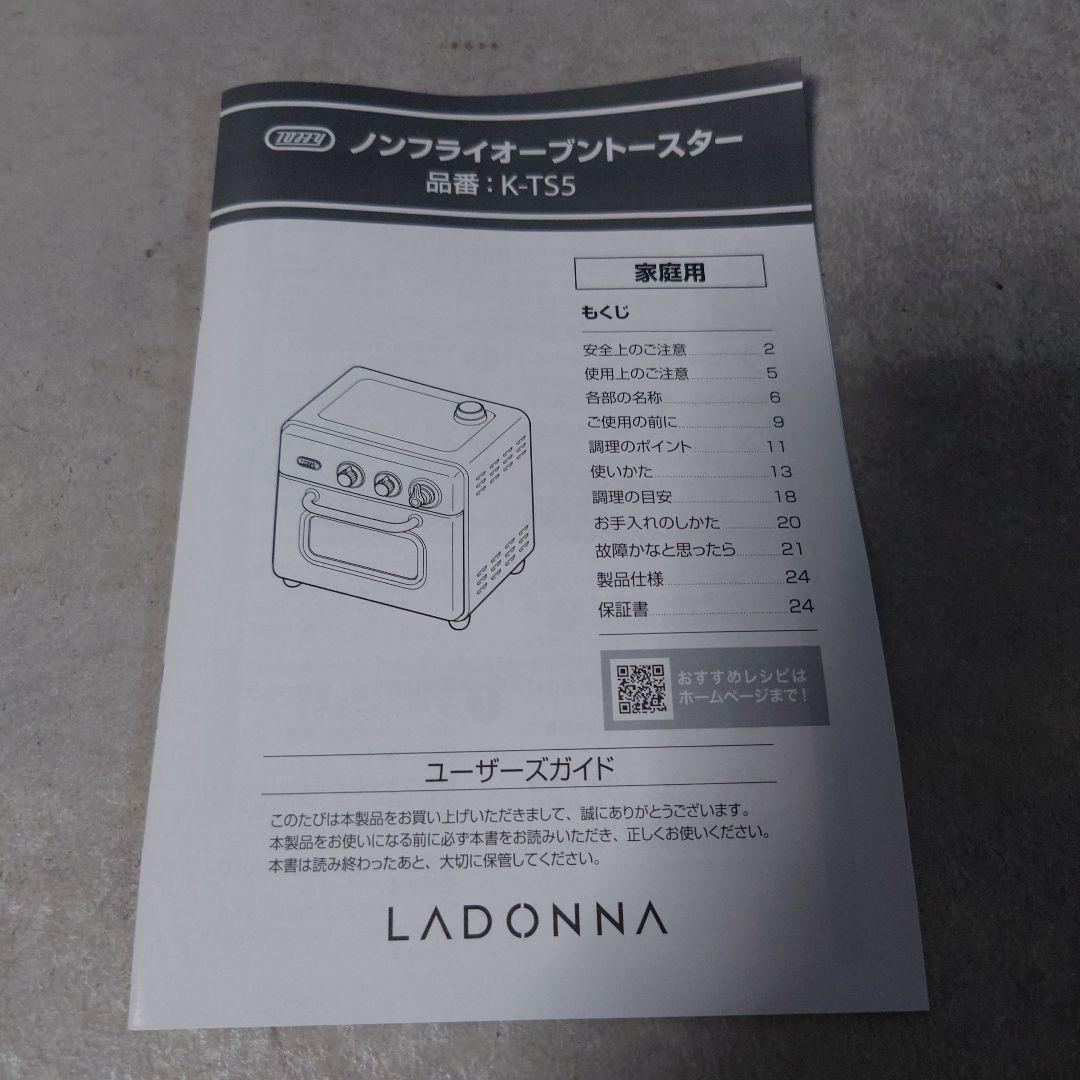 ノンフライオーブントースター
品番：K-TS5
家庭用
もくじ
安全上のご注意 2
使用上のご注意 5
各部の名称 6
ご使用の前に 9
調理のポイント 11
使いかた 13
調理の目安 18
お手入れのしかた 20
故障かなと思ったら 21
製品仕様 24
保証書 24
おすすめレシピは
ホームページまで！
ユーザーズガイド
このたびは本製品をお買い上げいただきまして、誠にありがとうございます。
本製品をお使いになる前に必ず本書をお読みいただき、正しくお使いください。
本書は読み終わったあと、大切に保管してください。
LADONNA